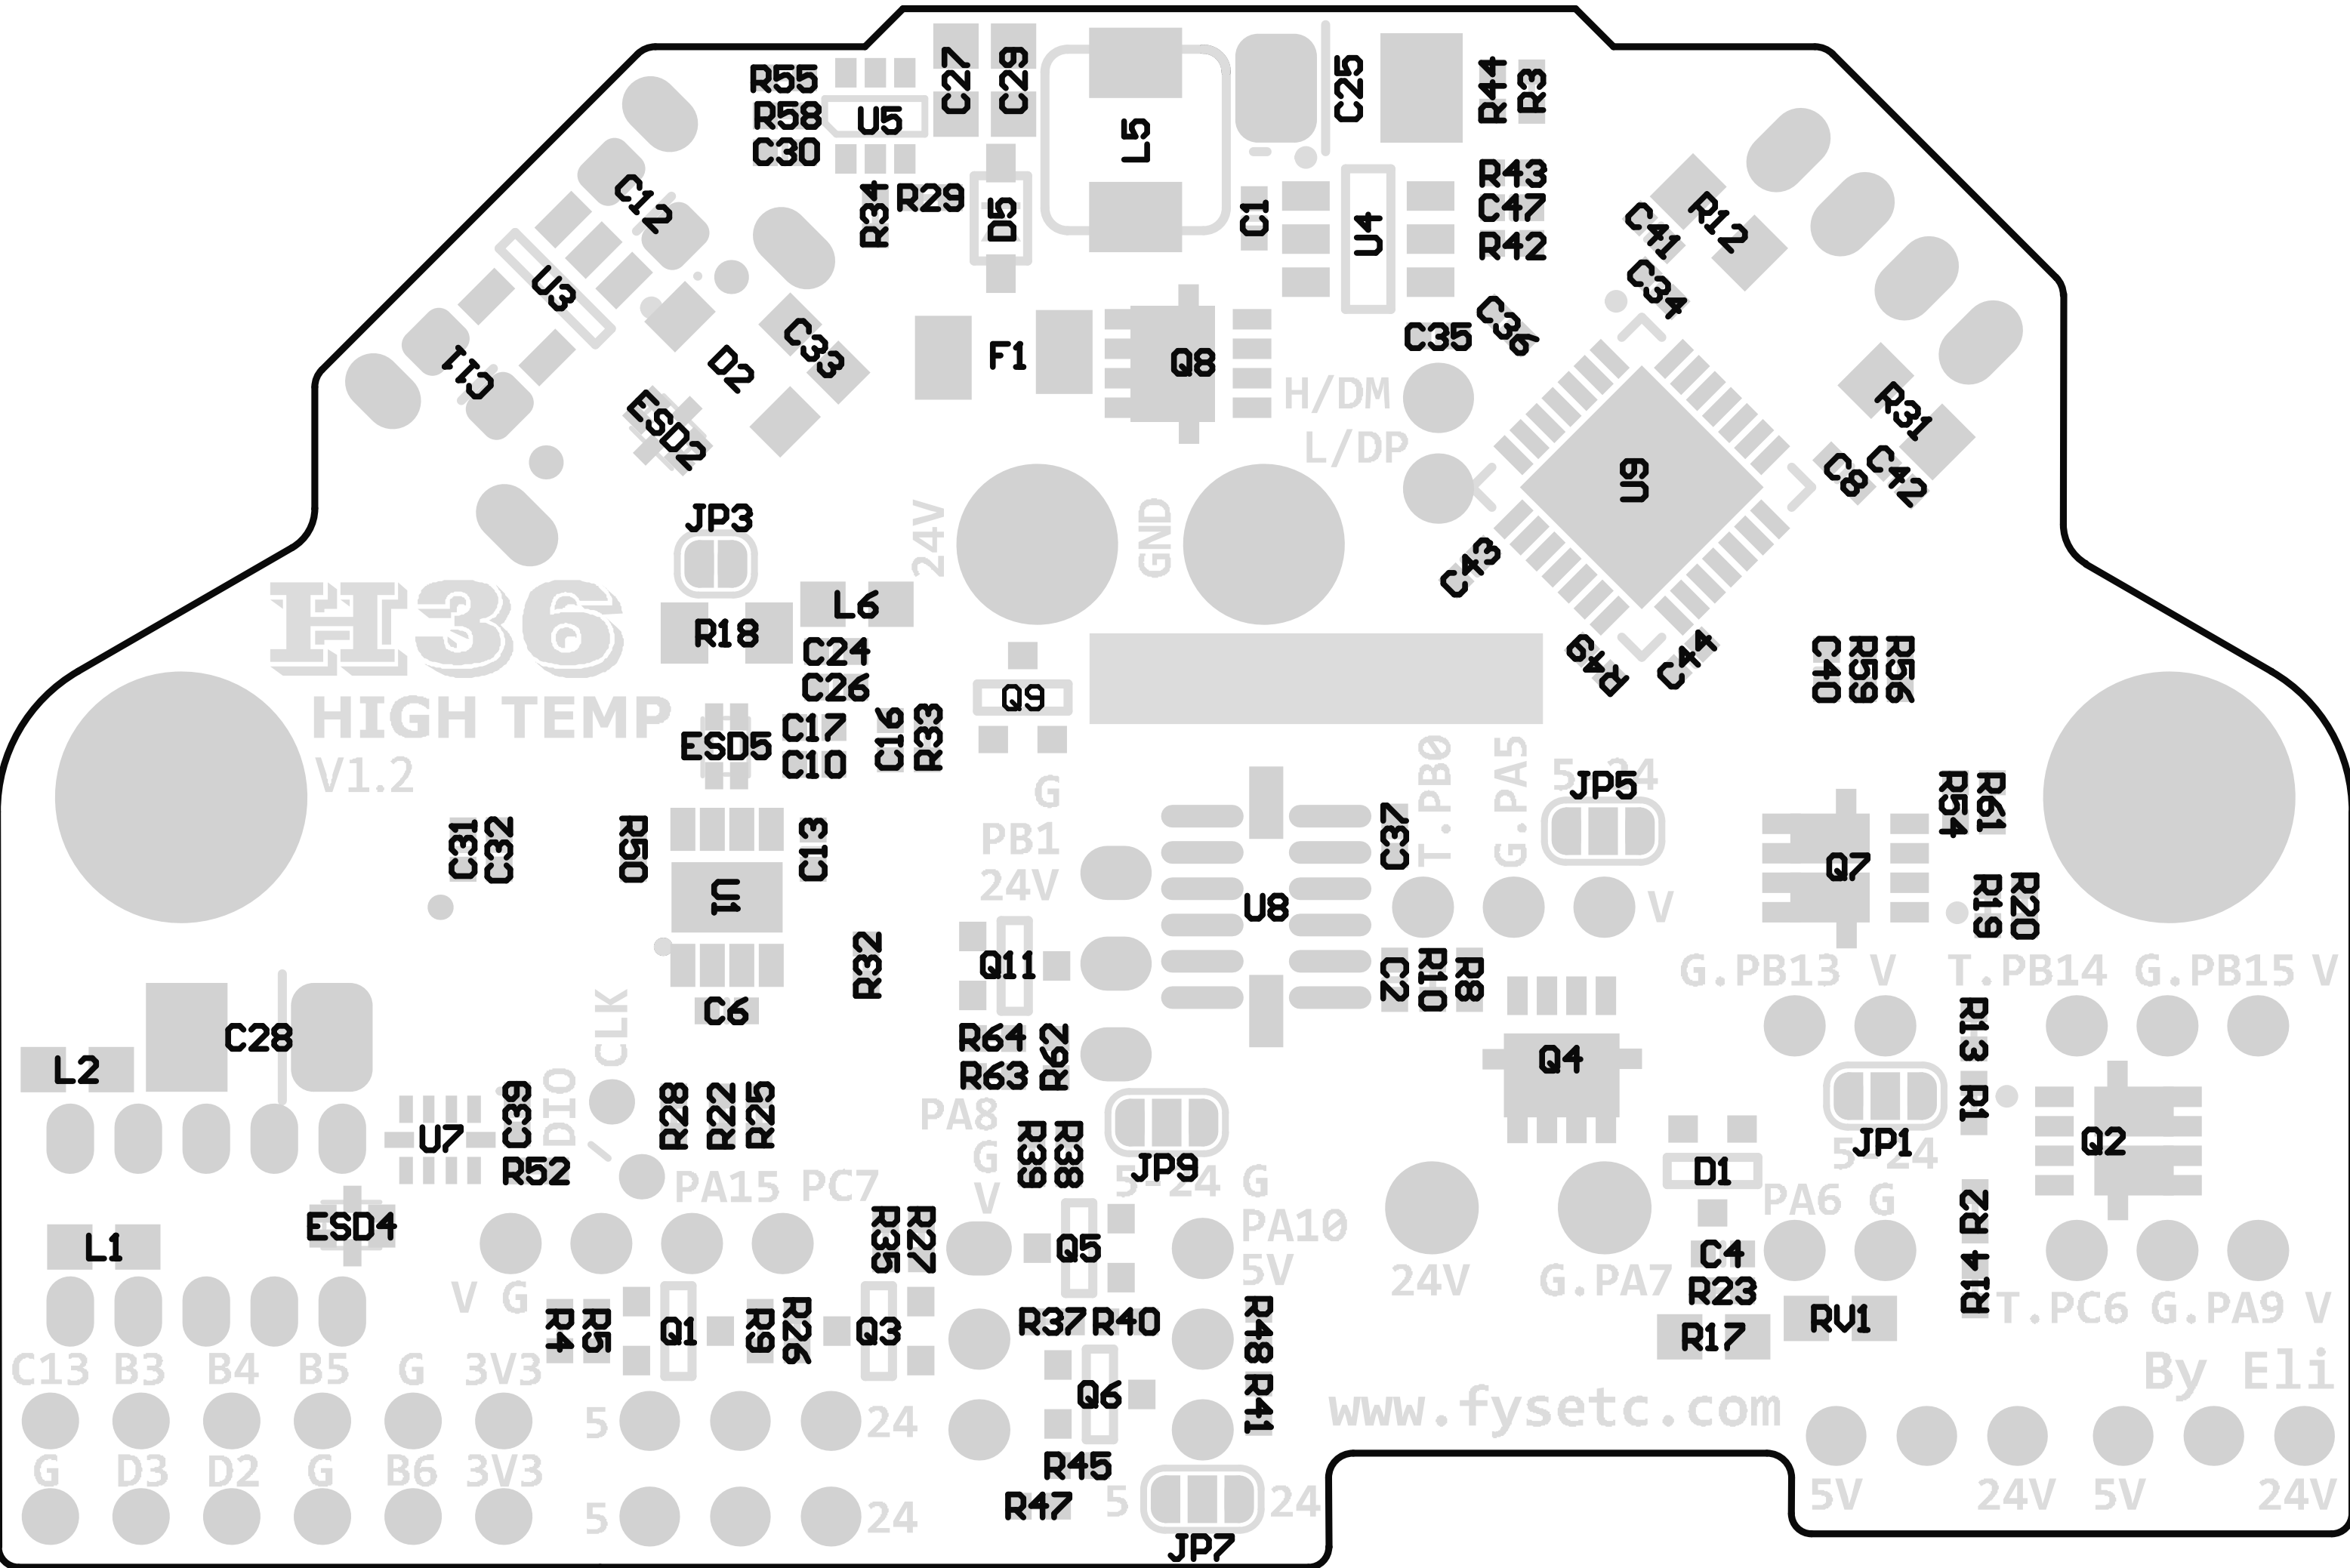 R55
C27
C29
C25
R44
R3
R58
U5
L5
C30
R43
C12
R34
R29
D5
C1
U4
C47
C41
R12
R42
U3
C34
C33
C35
C36
F1
Q8
D2
C11
H/DM
L/DP
ESD2
R31
U9
C8
C42
JP3
24V
GND
C43
H36
L6
R18
C24
R49
C44
C40
R59
R56
C26
Q9
HIGH TEMP
C17
C16
R33
ESD5
C10
V1.2
G
T.PB0
G.PA5
5-24
JP5
R54
R61
C31
C32
R50
C13
PB1
C37
Q7
24V
U1
U8
V
R19
R20
R32
Q11
C2
R10
R8
G.PB13 V
T.PB14
G.PB15 V
C6
CLK
C28
R64
R62
R13
L2
R63
Q4
DIO
/
C39
R28
R22
R25
PA8
R1
U7
G
R39
R38
JP9
5-24
G
D1
JP1
5-24
Q2
R52
PA15
PC7
V
PA6 G
R2
ESD4
L1
R35
R27
Q5
PA10
5V
C4
24V
G.PA7
R23
R14
V G
T.PC6
G.PA9 V
R4
R5
Q1
R9
R26
Q3
R37
R40
R48
R17
RV1
C13 B3 B4 B5 G 3V3
Q6
R41
By Eli
www.fysetc.com
5
24
G D3 D2 G B6 3V3
R45
R47
5
24
5V
24V
5V
24V
5
24
JP7